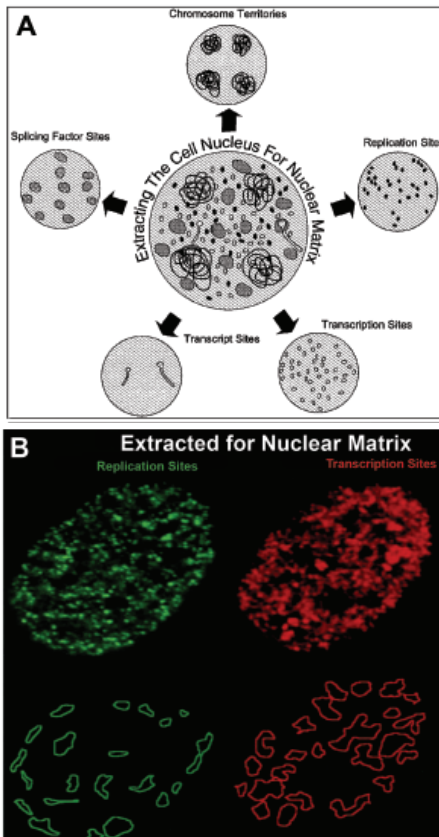 A
Chromosome Territories
Splicing Factor Sites
Extracting The Cell Nucleus For Nuclear Matrix
Replication Site
Transcript Sites
Transcription Sites
B
Extracted for Nuclear Matrix
Replication Sites
Transcription Sites